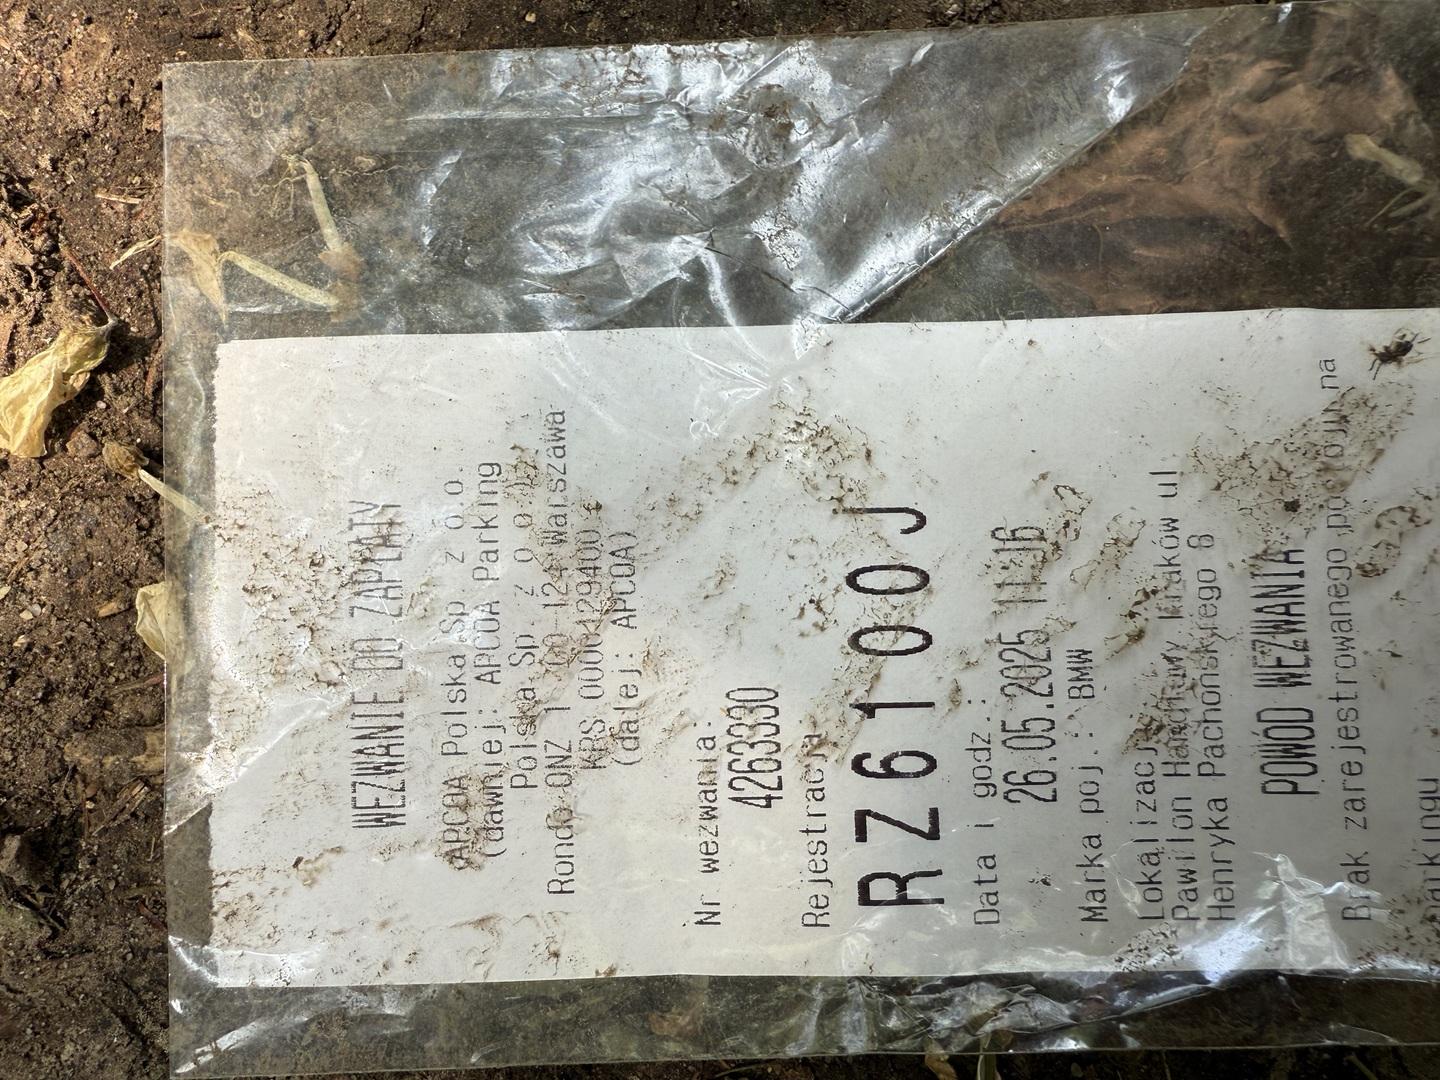 WEZWANIE DO ZAPŁATY
APCOA Polska Sp z o.o.
(dawniej: APCOA Parking
Polska Sp z o o
Rondo ONZ 1 00-124 Warszawa
KRS 0000129400
(dalej: APCOA)
Nr wezwania:
4263330
Rejestracja
RZ6100J
Data i godz.:
26.05.2025 11:16
Marka poj.: BMW
Lokalizacj
Pawilon Handlowy Kraków ul
Henryka Pachońskiego 8
POWÓD WEZWANIA
Brak zarejestrowanego na
parkingu